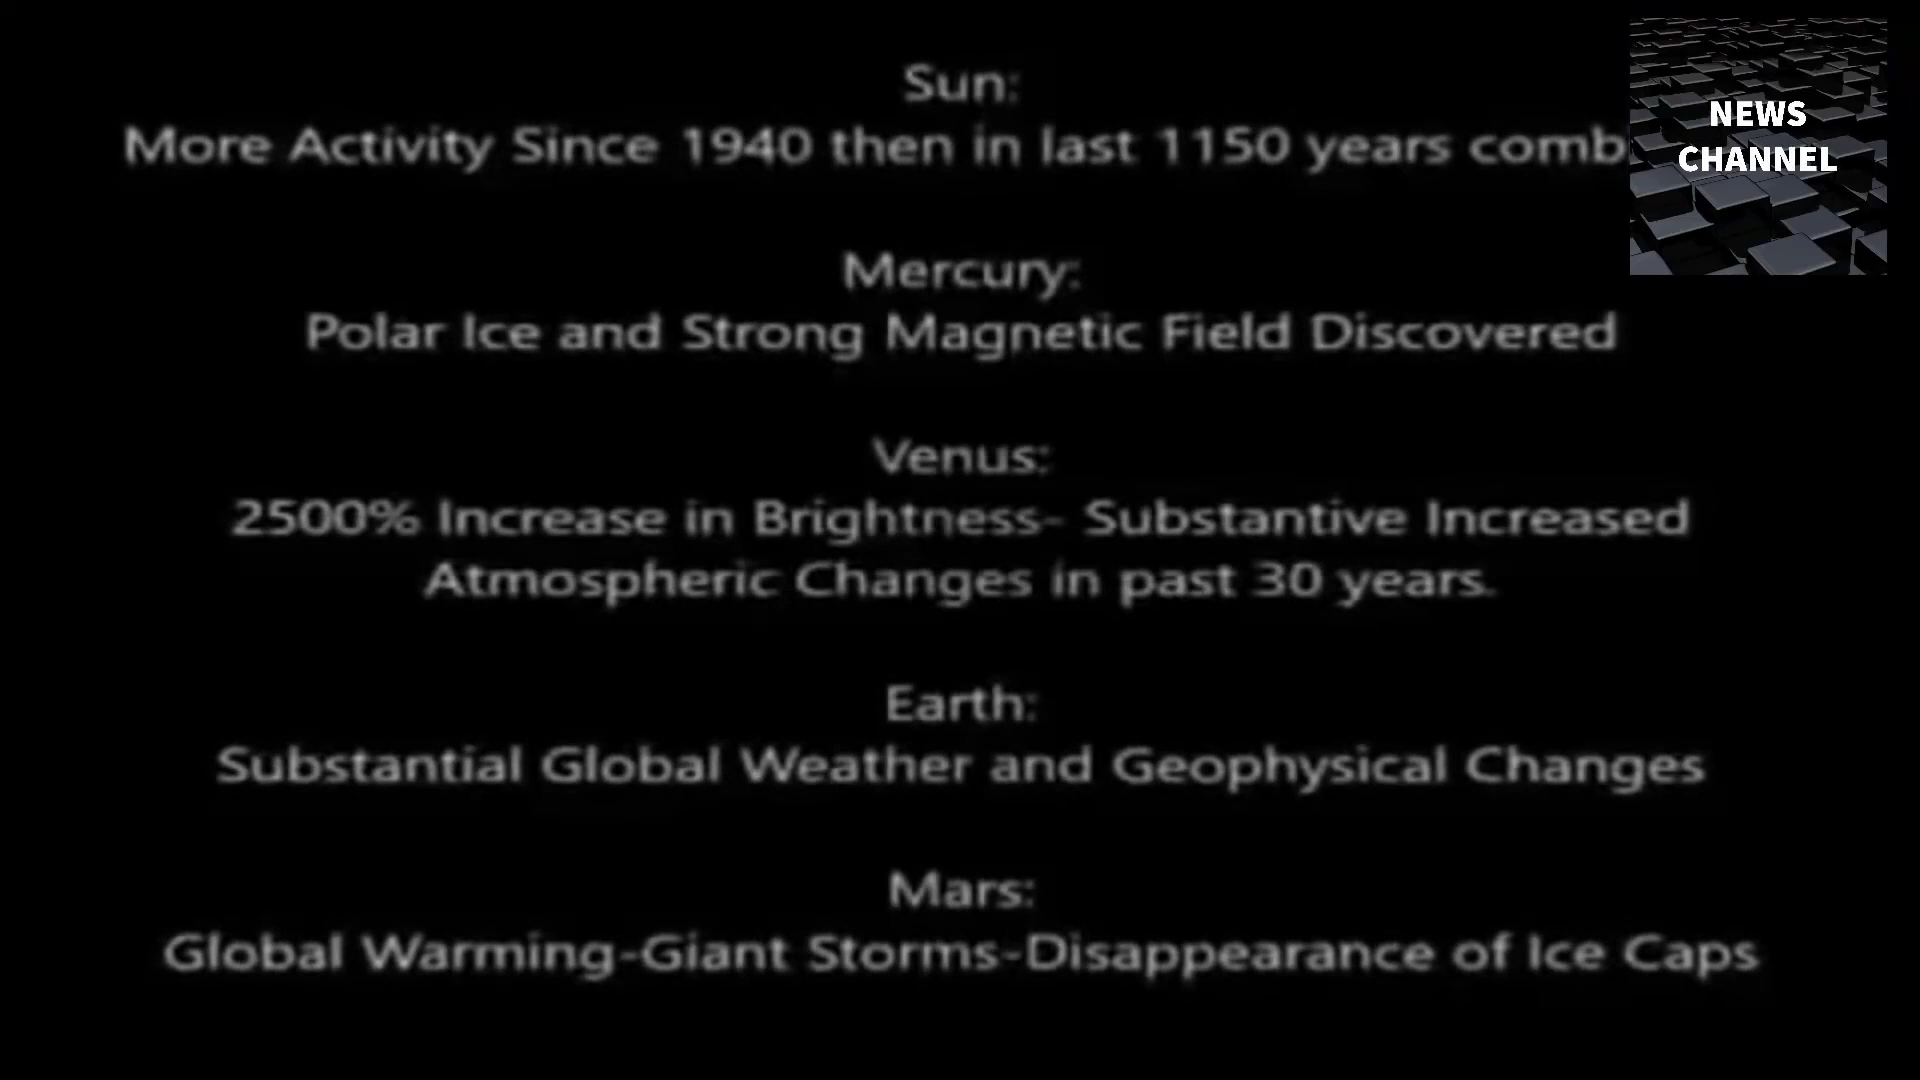 Sun:
More Activity Since 1940 then in last 1150 years comb
NEWS
CHANNEL
Mercury:
Polar Ice and Strong Magnetic Field Discovered
Venus:
2500% Increase in Brightness- Substantive Increased
Atmospheric Changes in past 30 years.
Earth:
Substantial Global Weather and Geophysical Changes
Mars:
Global Warming-Giant Storms-Disappearance of Ice Caps